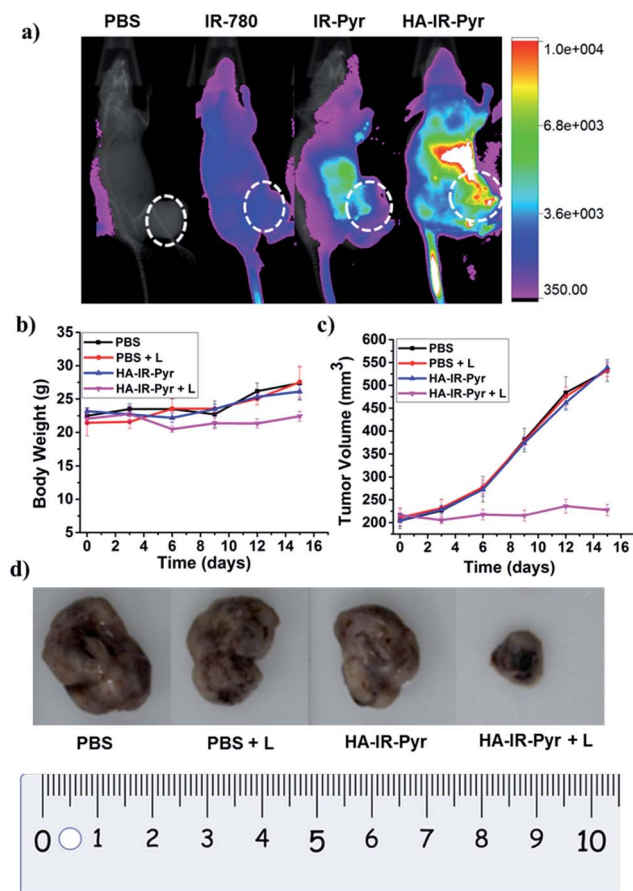 a)
PBS IR-780 IR-Pyr HA-IR-Pyr
1.0e+004
6.8e+003
3.6e+003
350.00
b)
PBS
PBS + L
HA-IR-Pyr
HA-IR-Pyr + L
Body Weight (g)
35
30
25
20
15
10
5
0 2 4 6 8 10 12 14 16
Time (days)
c)
PBS
PBS + L
HA-IR-Pyr
HA-IR-Pyr + L
Tumor Volume (mm³)
600
550
500
450
400
350
300
250
200
0 2 4 6 8 10 12 14 16
Time (days)
d)
PBS PBS + L HA-IR-Pyr HA-IR-Pyr + L
0 1 2 3 4 5 6 7 8 9 10